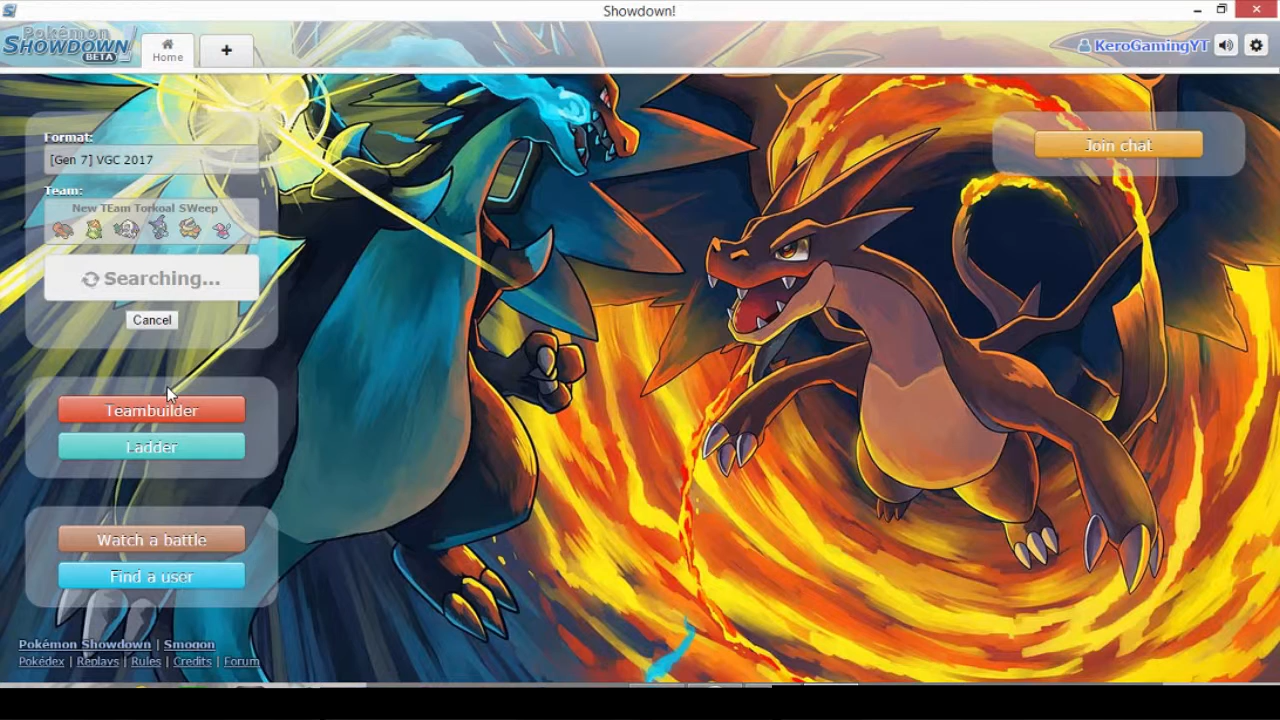 Showdown!
Pokémon
SHOWDOWN!
BETA
Home
+
KeroGamingYT
Format:
[Gen 7] VGC 2017
Team:
New TEam Torkoal SWeep
Searching...
Cancel
Join chat
Teambuilder
Ladder
Watch a battle
Find a user
Pokémon Showdown | Smogon
Pokédex | Replays | Rules | Credits | Forum